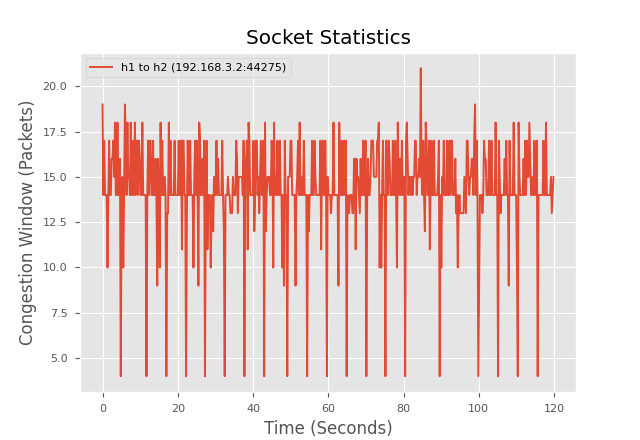 Socket Statistics
h1 to h2 (192.168.3.2:44275)
Congestion Window (Packets)
20.0
17.5
15.0
12.5
10.0
7.5
5.0
0 20 40 60 80 100 120
Time (Seconds)